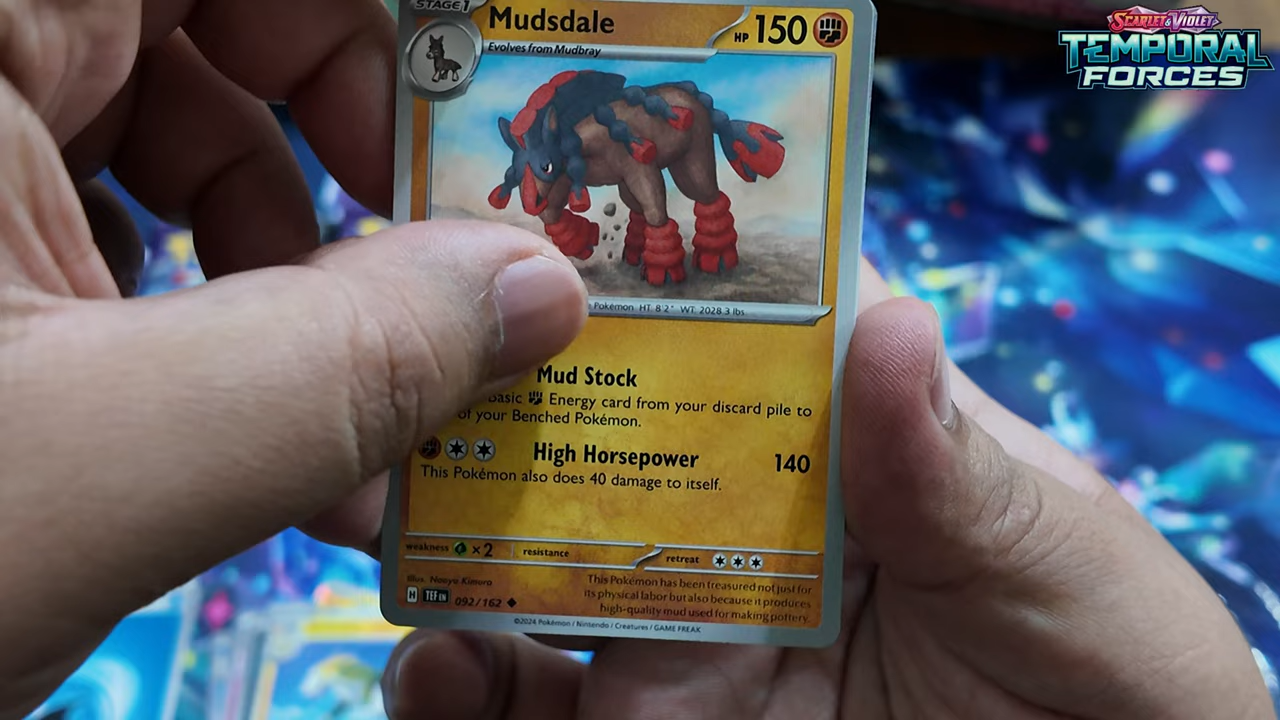 STAGE 1
Mudsdale
HP 150
Evolves from Mudbray
SCARLET & VIOLET
TEMPORAL
FORCES
Pokémon HT: 8'2" WT: 2028.3 lbs.
Mud Stock
Energy card from your discard pile to
of your Benched Pokémon.
High Horsepower 140
This Pokémon also does 40 damage to itself.
weakness ×2 resistance retreat
Illus. Naoyo Kimura
H TEF EN 092/162
This Pokémon has been treasured not just for
its physical labor but also because it produces
high-quality mud used for making pottery.
©2024 Pokémon / Nintendo / Creatures / GAME FREAK